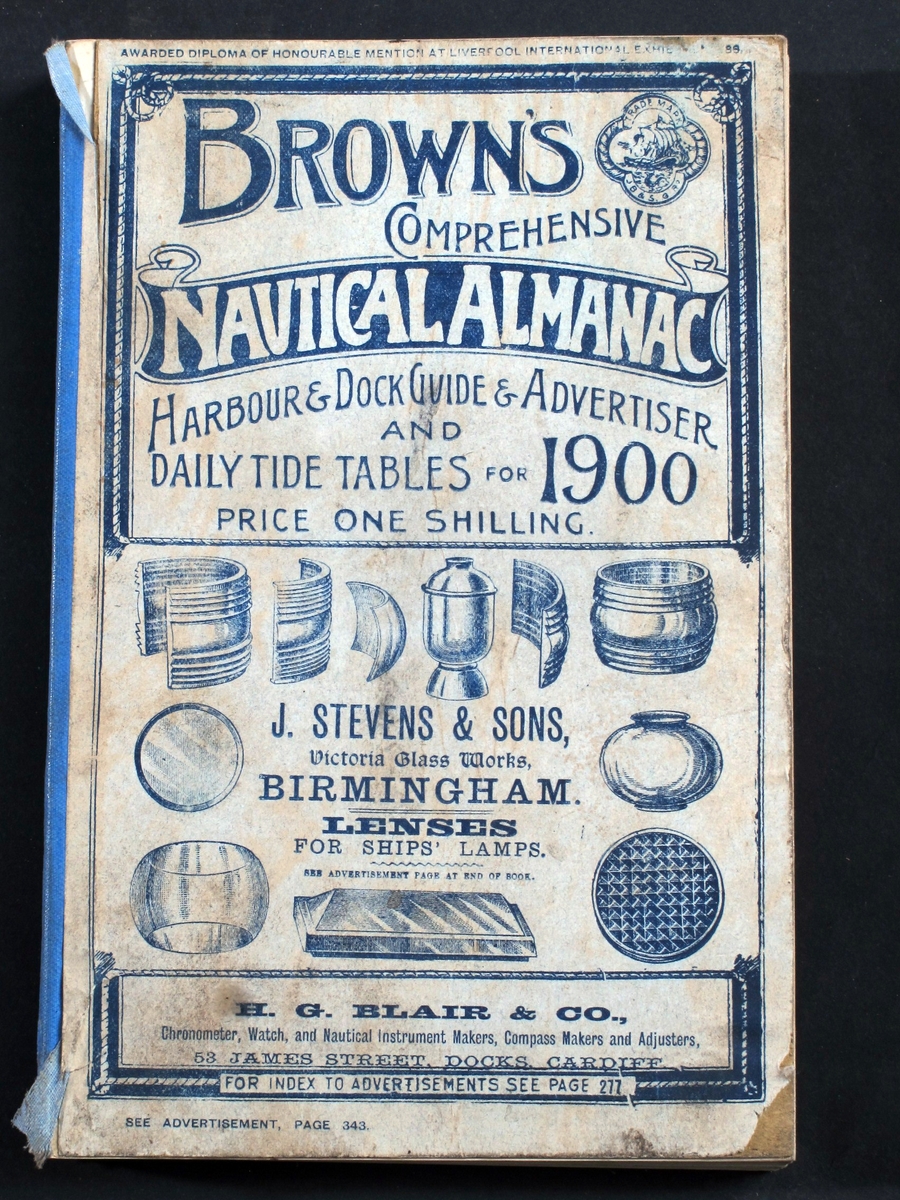 AWARDED DIPLOMA OF HONOURABLE MENTION AT LIVERPOOL INTERNATIONAL
BROWN'S
TRADE MARK
COMPREHENSIVE
NAUTICAL ALMANAC
HARBOUR & DOCK GUIDE & ADVERTISER
AND
DAILY TIDE TABLES FOR 1900
PRICE ONE SHILLING.
J. STEVENS & SONS,
Victoria Glass Works,
BIRMINGHAM.
LENSES
FOR SHIPS' LAMPS.
SEE ADVERTISEMENT PAGE AT END OF BOOK.
H. G. BLAIR & CO.,
Chronometer, Watch, and Nautical Instrument Makers, Compass Makers and Adjusters,
53 JAMES STREET, DOCKS, CARDIFF.
FOR INDEX TO ADVERTISEMENTS SEE PAGE 277
SEE ADVERTISEMENT, PAGE 343.